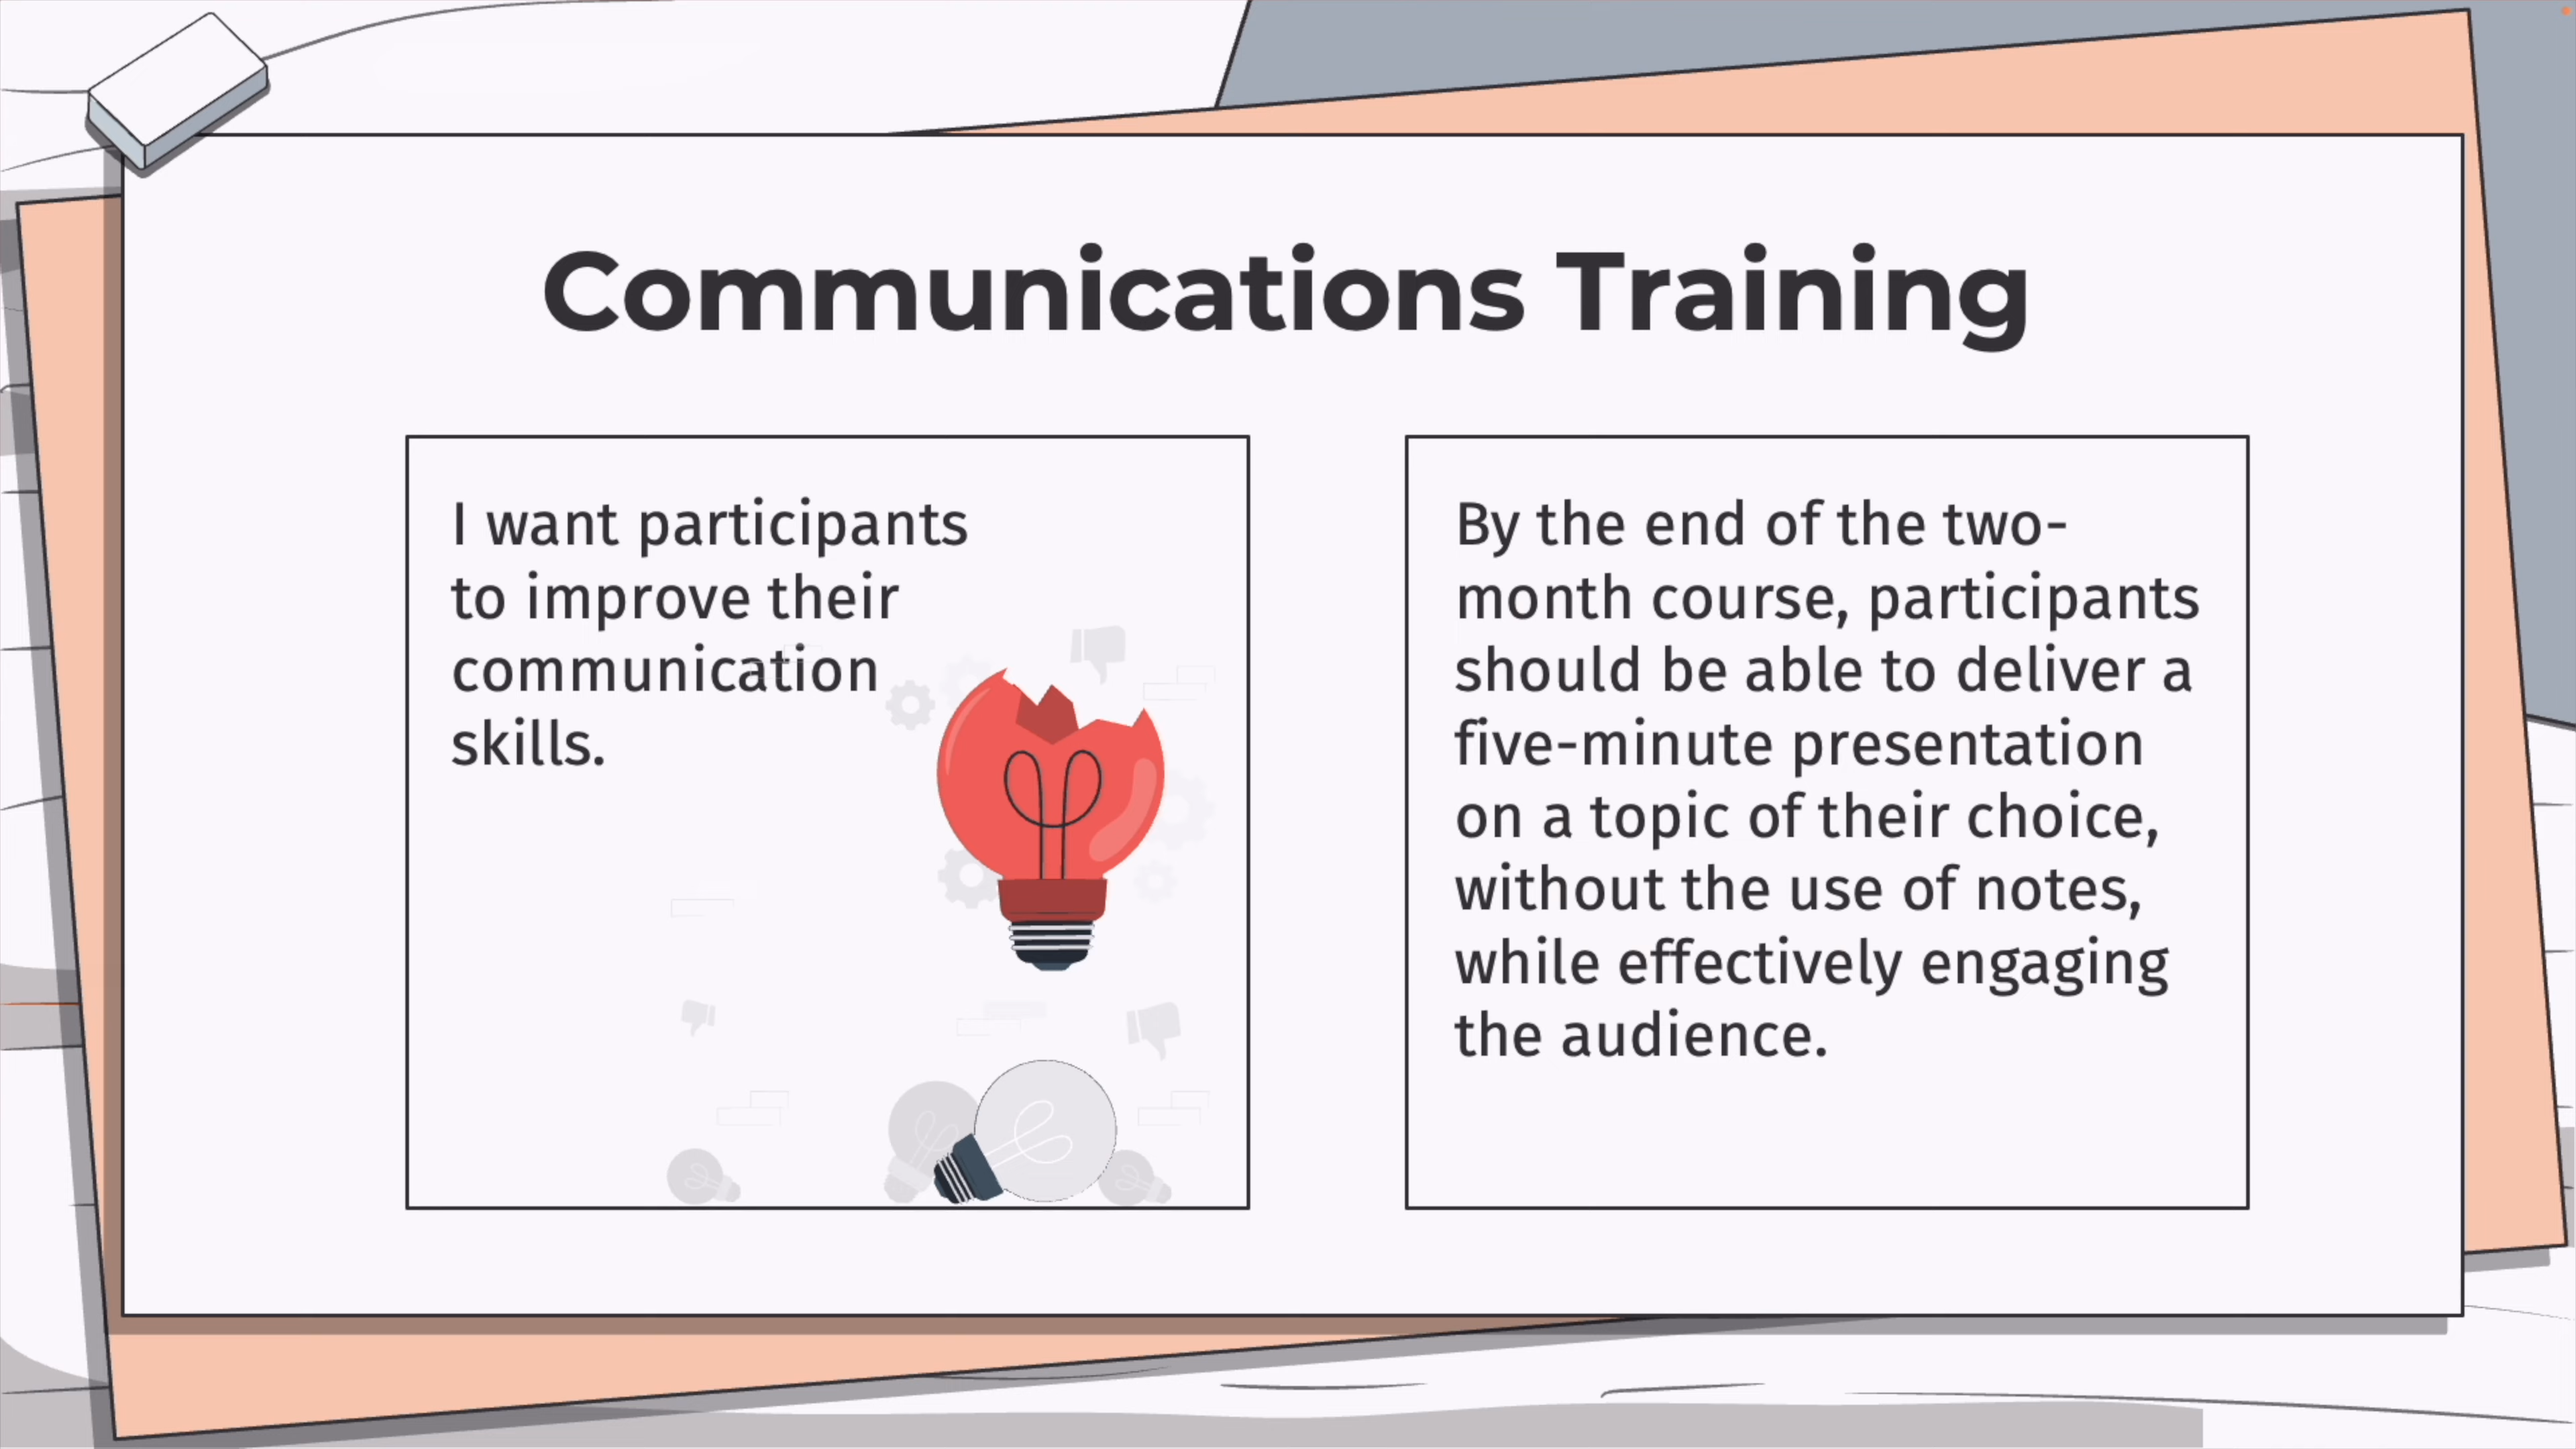 Communications Training
I want participants
to improve their
communication
skills.
By the end of the two-
month course, participants
should be able to deliver a
five-minute presentation
on a topic of their choice,
without the use of notes,
while effectively engaging
the audience.